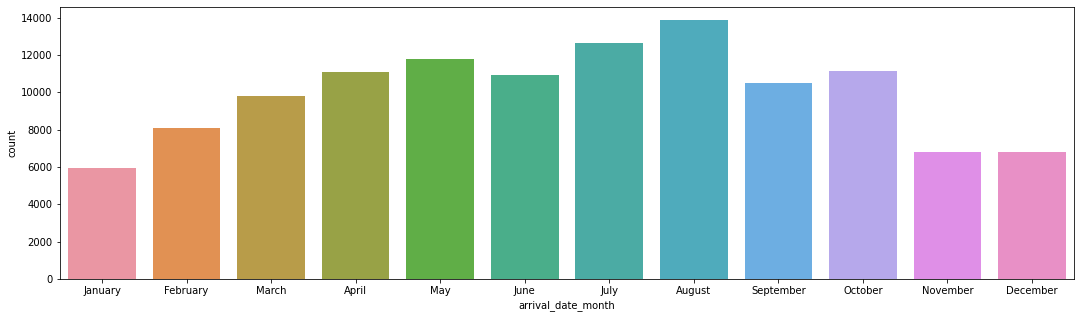 14000
12000
10000
8000
6000
4000
2000
0
count
January February March April May June July August September October November December
arrival_date_month